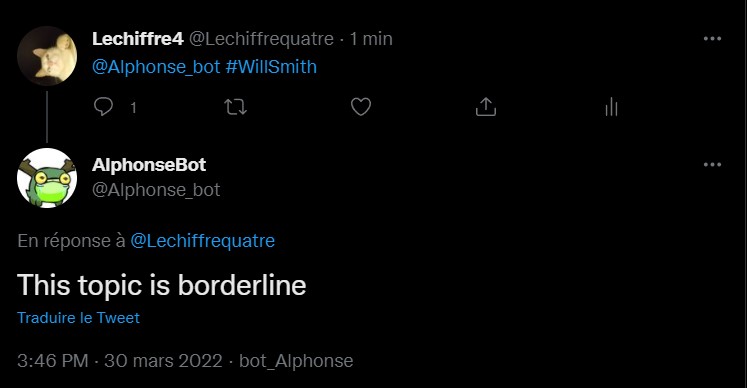 Lechiffre4 @Lechiffrequatre · 1 min
@Alphonse_bot #WillSmith
1
AlphonseBot
@Alphonse_bot
En réponse à @Lechiffrequatre
This topic is borderline
Traduire le Tweet
3:46 PM · 30 mars 2022 · bot_Alphonse